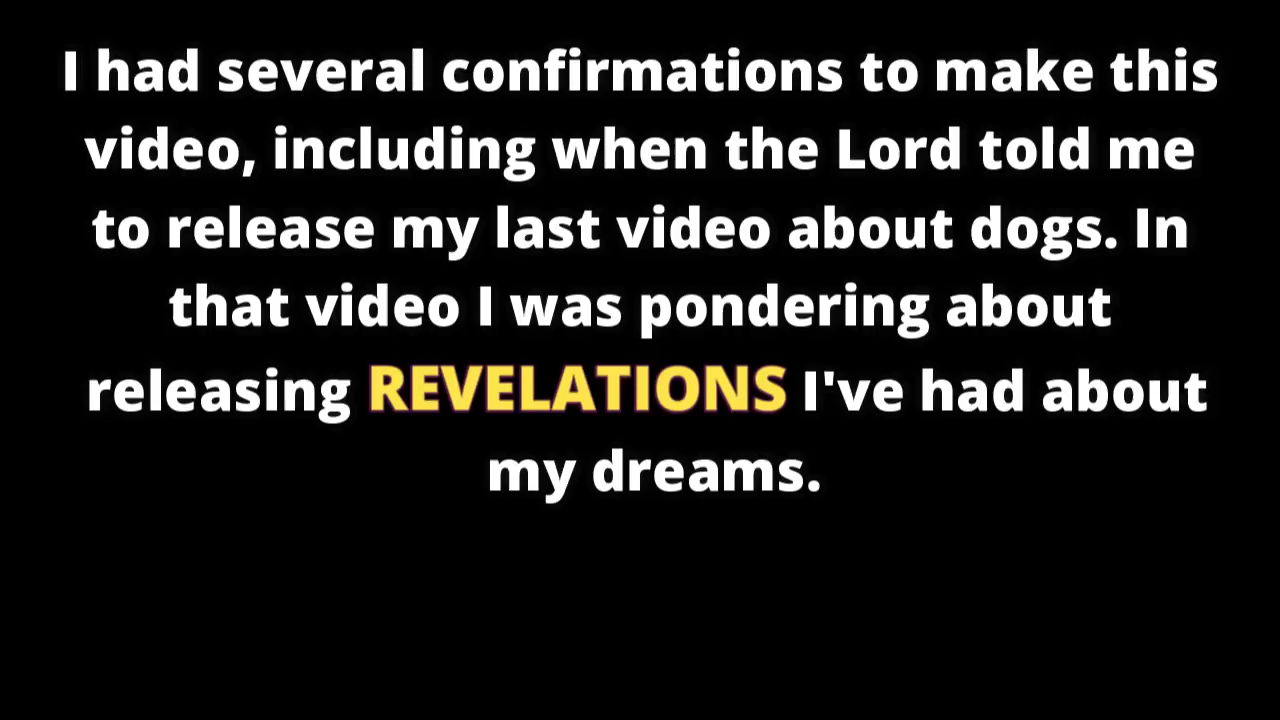 I had several confirmations to make this
video, including when the Lord told me
to release my last video about dogs. In
that video I was pondering about
releasing REVELATIONS I've had about
my dreams.